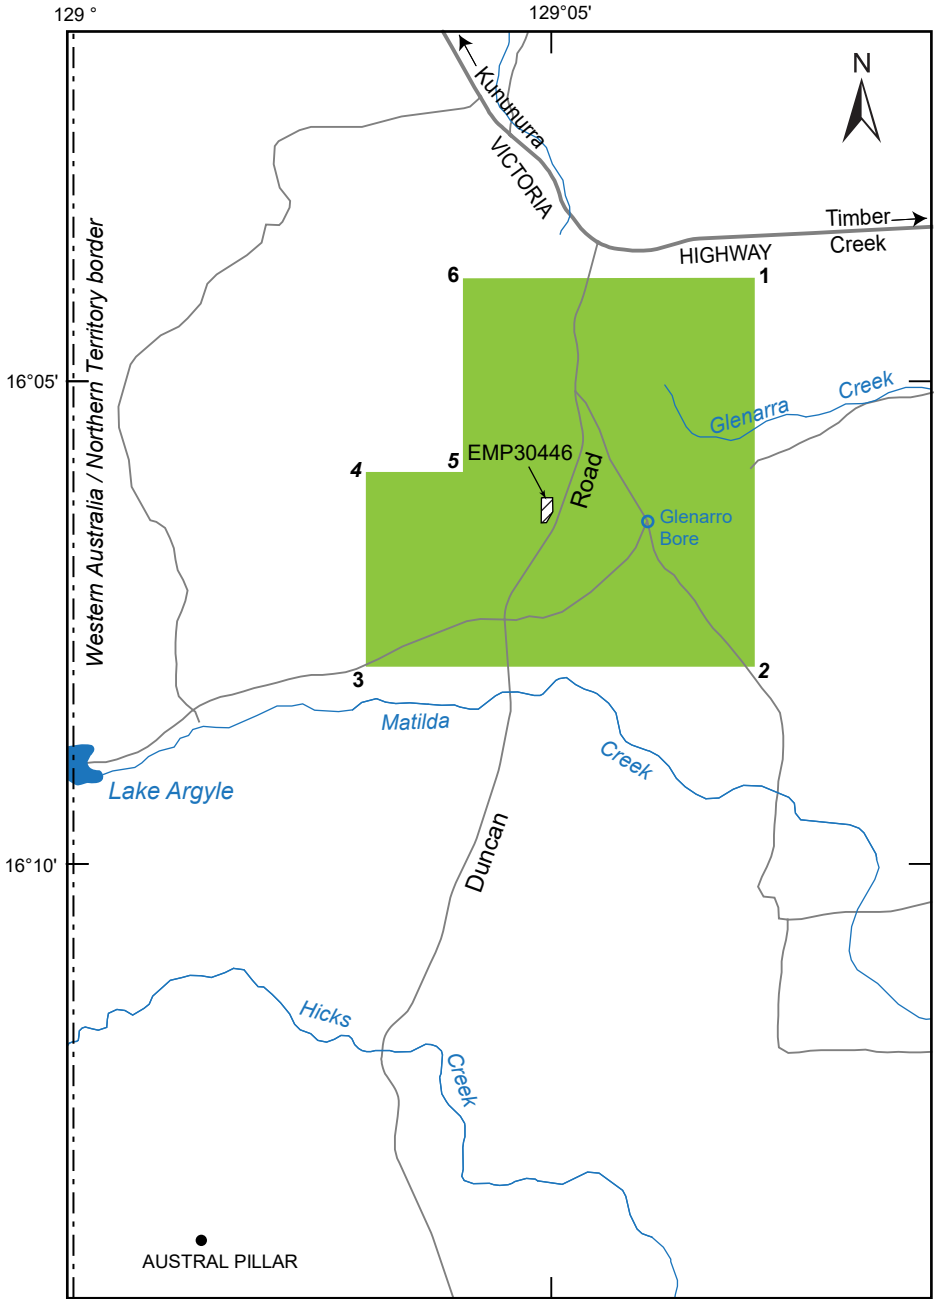 129 °
129°05'
N
Kununurra
VICTORIA
Timber
Creek
HIGHWAY
6
1
Western Australia / Northern Territory border
16°05'
Glenarra
Creek
4
5
EMP30446
Road
Glenarro
Bore
3
2
Matilda
Creek
Lake Argyle
Duncan
16°10'
Hicks
Creek
AUSTRAL PILLAR